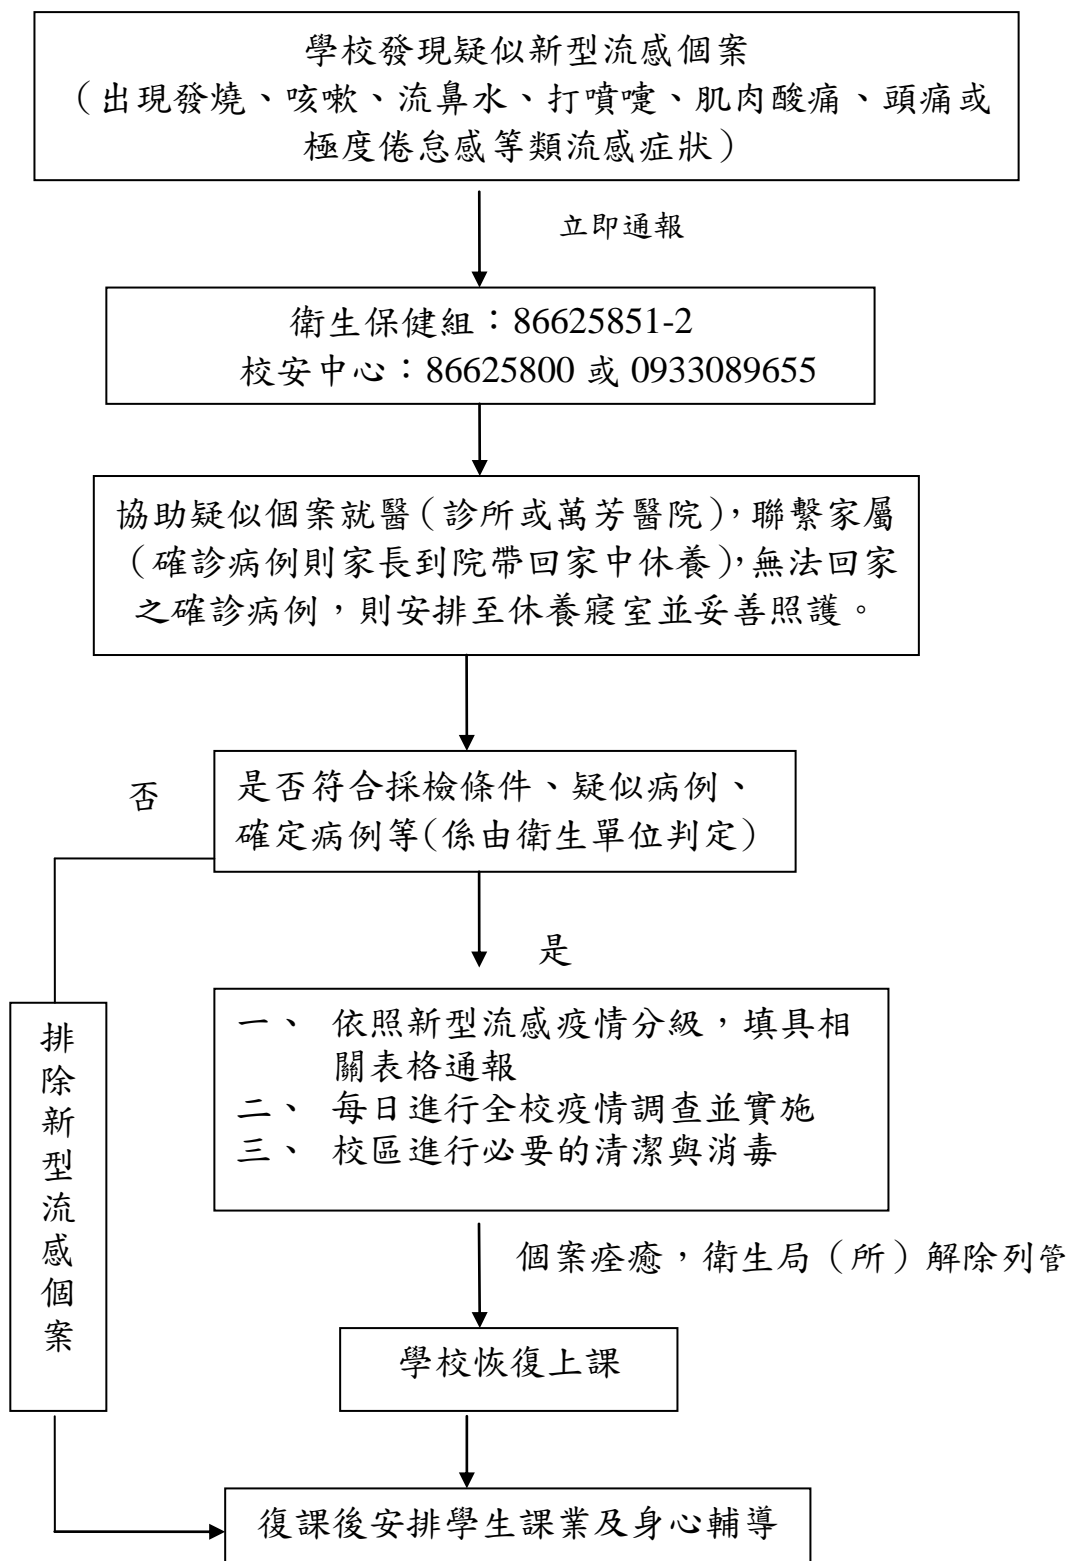 學校發現疑似新型流感個案
（出現發燒、咳嗽、流鼻水、打噴嚏、肌肉酸痛、頭痛或
極度倦怠感等類流感症狀）
立即通報
衛生保健組：86625851-2
校安中心：86625800 或 0933089655
協助疑似個案就醫（診所或萬芳醫院），聯繫家屬
（確診病例則家長到院帶回家中休養），無法回家
之確診病例，則安排至休養寢室並妥善照護。
否
是否符合採檢條件、疑似病例、
確定病例等(係由衛生單位判定）
是
一、 依照新型流感疫情分級，填具相
關表格通報
二、 每日進行全校疫情調查並實施
三、 校區進行必要的清潔與消毒
排除新型流感個案
個案痊癒，衛生局（所）解除列管
學校恢復上課
復課後安排學生課業及身心輔導